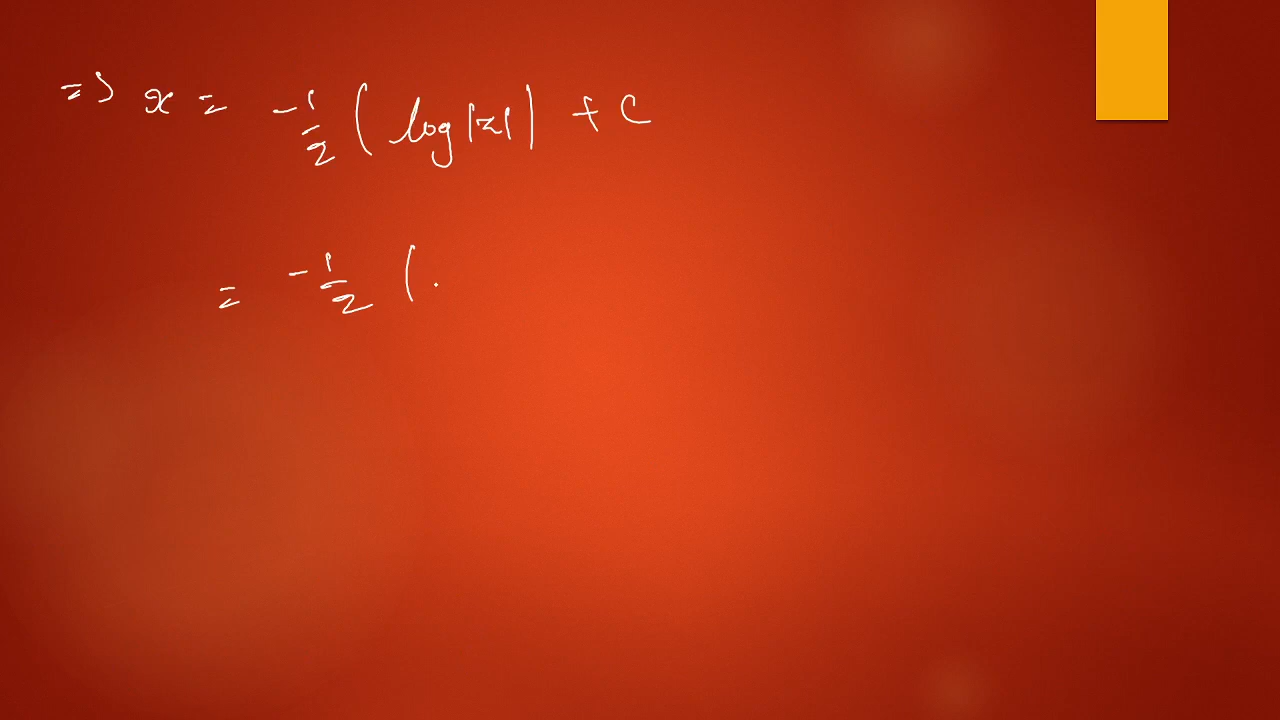 => x = -1/2 (log|z|) + c
= -1/2 (.